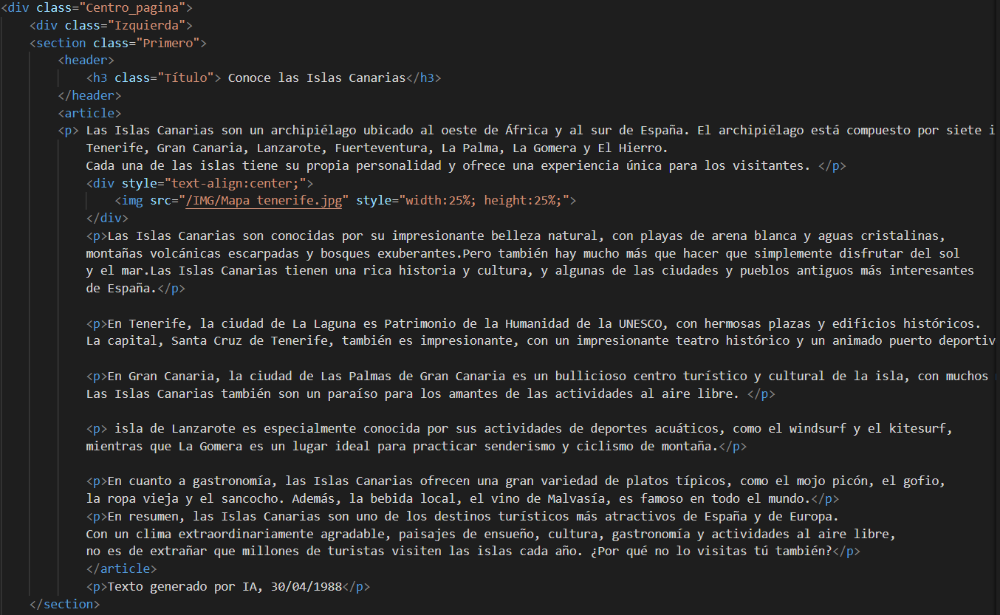 <div class="Centro_pagina">
<div class="Izquierda">
<section class="Primero">
<header>
<h3 class="Título"> Conoce las Islas Canarias</h3>
</header>
<article>
<p> Las Islas Canarias son un archipiélago ubicado al oeste de África y al sur de España. El archipiélago está compuesto por siete
Tenerife, Gran Canaria, Lanzarote, Fuerteventura, La Palma, La Gomera y El Hierro.
Cada una de las islas tiene su propia personalidad y ofrece una experiencia única para los visitantes. </p>
<div style="text-align:center;">
<img src="/IMG/Mapa tenerife.jpg" style="width:25%; height:25%;">
</div>
<p>Las Islas Canarias son conocidas por su impresionante belleza natural, con playas de arena blanca y aguas cristalinas,
montañas volcánicas escarpadas y bosques exuberantes.Pero también hay mucho más que hacer que simplemente disfrutar del sol
y el mar.Las Islas Canarias tienen una rica historia y cultura, y algunas de las ciudades y pueblos antiguos más interesantes
de España.</p>
<p>En Tenerife, la ciudad de La Laguna es Patrimonio de la Humanidad de la UNESCO, con hermosas plazas y edificios históricos.
La capital, Santa Cruz de Tenerife, también es impresionante, con un impresionante teatro histórico y un animado puerto deportiv
<p>En Gran Canaria, la ciudad de Las Palmas de Gran Canaria es un bullicioso centro turístico y cultural de la isla, con muchos
Las Islas Canarias también son un paraíso para los amantes de las actividades al aire libre. </p>
<p> isla de Lanzarote es especialmente conocida por sus actividades de deportes acuáticos, como el windsurf y el kitesurf,
mientras que La Gomera es un lugar ideal para practicar senderismo y ciclismo de montaña.</p>
<p>En cuanto a gastronomía, las Islas Canarias ofrecen una gran variedad de platos típicos, como el mojo picón, el gofio,
la ropa vieja y el sancocho. Además, la bebida local, el vino de Malvasía, es famoso en todo el mundo.</p>
<p>En resumen, las Islas Canarias son uno de los destinos turísticos más atractivos de España y de Europa.
Con un clima extraordinariamente agradable, paisajes de ensueño, cultura, gastronomía y actividades al aire libre,
no es de extrañar que millones de turistas visiten las islas cada año. ¿Por qué no lo visitas tú también?</p>
</article>
<p>Texto generado por IA, 30/04/1988</p>
</section>